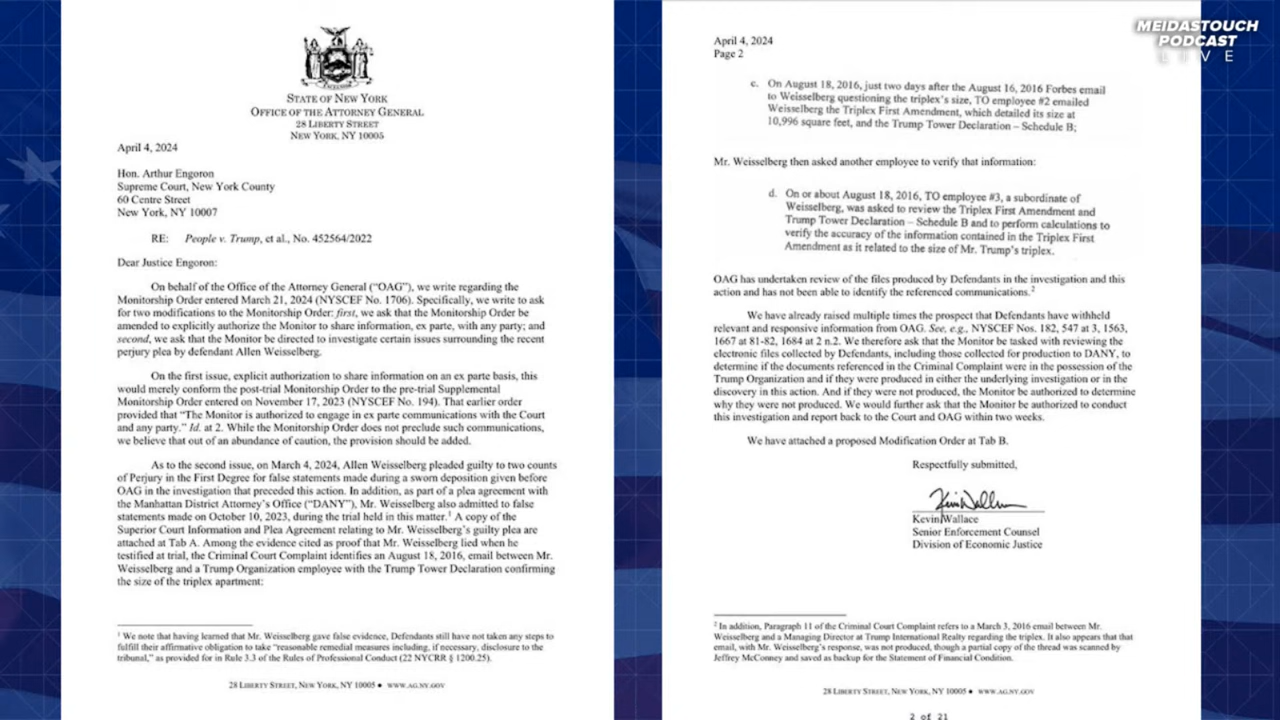 MEIDASTOUCH
PODCAST
LIVE
STATE OF NEW YORK
OFFICE OF THE ATTORNEY GENERAL
28 LIBERTY STREET
NEW YORK, NY 10005
April 4, 2024
Hon. Arthur Engoron
Supreme Court, New York County
60 Centre Street
New York, NY 10007
RE: People v. Trump, et al., No. 452564/2022
Dear Justice Engoron:
On behalf of the Office of the Attorney General (“OAG”), we write regarding the
Monitorship Order entered March 21, 2024 (NYSCEF No. 1706). Specifically, we write to ask
for two modifications to the Monitorship Order: first, we ask that the Monitorship Order be
amended to explicitly authorize the Monitor to share information, ex parte, with any party; and
second, we ask that the Monitor be directed to investigate certain issues surrounding the recent
perjury plea by defendant Allen Weisselberg.
On the first issue, explicit authorization to share information on an ex parte basis, this
would merely conform the post-trial Monitorship Order to the pre-trial Supplemental
Monitorship Order entered on November 17, 2023 (NYSCEF No. 194). That earlier order
provided that “The Monitor is authorized to engage in ex parte communications with the Court
and any party.” Id. at 2. While the Monitorship Order does not preclude such communications,
we believe that out of an abundance of caution, the provision should be added.
As to the second issue, on March 4, 2024, Allen Weisselberg pleaded guilty to two counts
of Perjury in the First Degree for false statements made during a sworn deposition given before
OAG in the investigation that preceded this action. In addition, as part of a plea agreement with
the Manhattan District Attorney’s Office (“DANY”), Mr. Weisselberg also admitted to false
statements made on October 10, 2023, during the trial held in this matter.1 A copy of the
Superior Court Information and Plea Agreement relating to Mr. Weisselberg’s guilty plea are
attached at Tab A. Among the evidence cited as proof that Mr. Weisselberg lied when he
testified at trial, the Criminal Court Complaint identifies an August 18, 2016, email between Mr.
Weisselberg and a Trump Organization employee with the Trump Tower Declaration confirming
the size of the triplex apartment:
1 We note that having learned that Mr. Weisselberg gave false evidence, Defendants still have not taken any steps to
fulfill their affirmative obligation to take “reasonable remedial measures including, if necessary, disclosure to the
tribunal,” as provided for in Rule 3.3 of the Rules of Professional Conduct (22 NYCRR § 1200.25).
28 LIBERTY STREET, NEW YORK, NY 10005 ● WWW.AG.NY.GOV
April 4, 2024
Page 2
c. On August 18, 2016, just two days after the August 16, 2016 Forbes email
to Weisselberg questioning the triplex’s size, TO employee #2 emailed
Weisselberg the Triplex First Amendment, which detailed its size at
10,996 square feet, and the Trump Tower Declaration – Schedule B;
Mr. Weisselberg then asked another employee to verify that information:
d. On or about August 18, 2016, TO employee #3, a subordinate of
Weisselberg, was asked to review the Triplex First Amendment and
Trump Tower Declaration – Schedule B and to perform calculations to
verify the accuracy of the information contained in the Triplex First
Amendment as it related to the size of Mr. Trump’s triplex.
OAG has undertaken review of the files produced by Defendants in the investigation and this
action and has not been able to identify the referenced communications.2
We have already raised multiple times the prospect that Defendants have withheld
relevant and responsive information from OAG. See, e.g., NYSCEF Nos. 182, 547 at 3, 1563,
1667 at 81-82, 1684 at 2 n.2. We therefore ask that the Monitor be tasked with reviewing the
electronic files collected by Defendants, including those collected for production to DANY, to
determine if the documents referenced in the Criminal Complaint were in the possession of the
Trump Organization and if they were produced in either the underlying investigation or in the
discovery in this action. And if they were not produced, the Monitor be authorized to determine
why they were not produced. We would further ask that the Monitor be authorized to conduct
this investigation and report back to the Court and OAG within two weeks.
We have attached a proposed Modification Order at Tab B.
Respectfully submitted,
Kevin Wallace
Senior Enforcement Counsel
Division of Economic Justice
2 In addition, Paragraph 11 of the Criminal Court Complaint refers to a March 3, 2016 email between Mr.
Weisselberg and a Managing Director at Trump International Realty regarding the triplex. It also appears that that
email, with Mr. Weisselberg’s response, was not produced, though a partial copy of the thread was scanned by
Jeffrey McConney and saved as backup for the Statement of Financial Condition.
28 LIBERTY STREET, NEW YORK, NY 10005 ● WWW.AG.NY.GOV
2 of 21